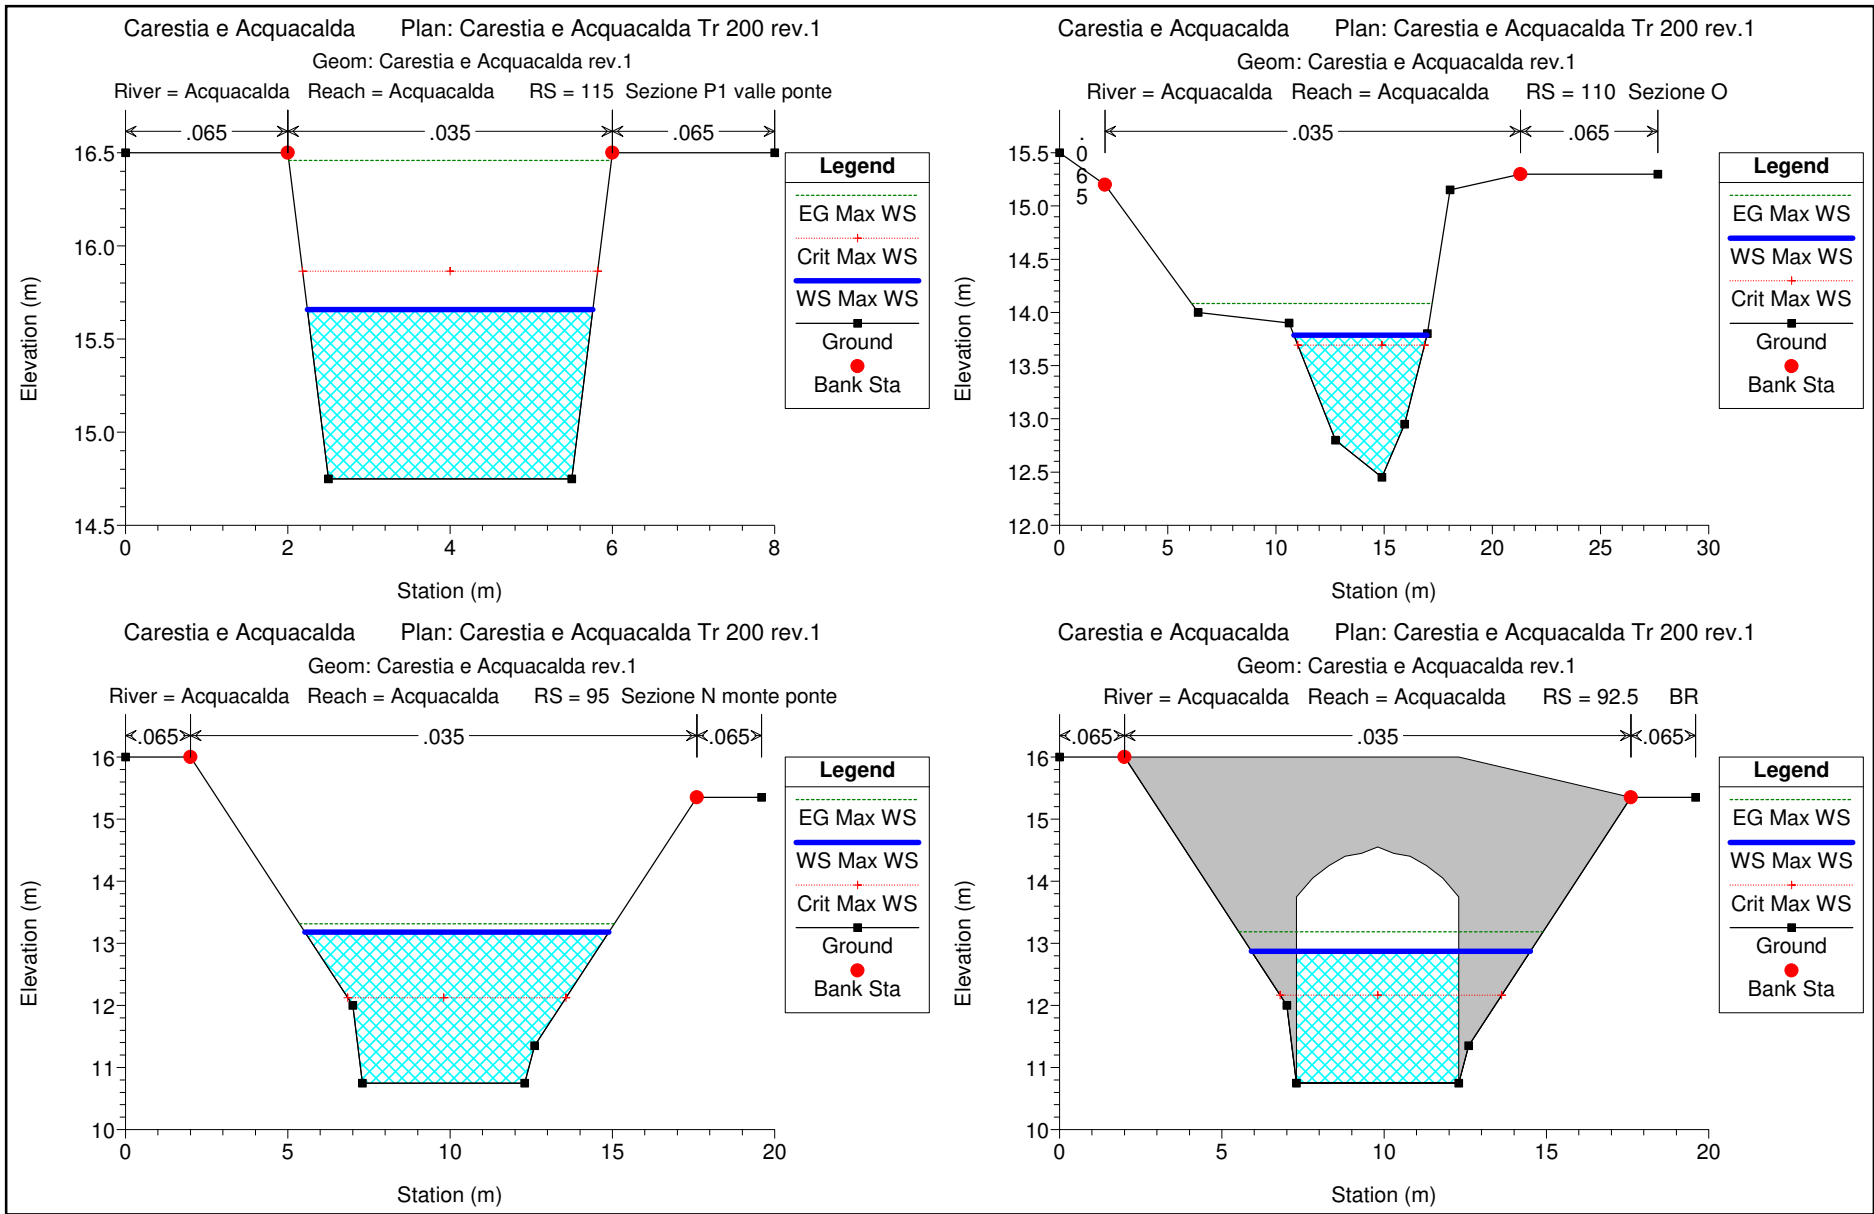 Carestia e Acquacalda Plan: Carestia e Acquacalda Tr 200 rev.1
Geom: Carestia e Acquacalda rev.1
River = Acquacalda Reach = Acquacalda RS = 115 Sezione P1 valle ponte
.065 .035 .065
16.5
16.0
15.5
15.0
14.5
Elevation (m)
0 2 4 6 8
Station (m)
Legend
EG Max WS
Crit Max WS
WS Max WS
Ground
Bank Sta
Carestia e Acquacalda Plan: Carestia e Acquacalda Tr 200 rev.1
Geom: Carestia e Acquacalda rev.1
River = Acquacalda Reach = Acquacalda RS = 110 Sezione O
.065 .035 .065
15.5
15.0
14.5
14.0
13.5
13.0
12.5
12.0
Elevation (m)
0 5 10 15 20 25 30
Station (m)
Legend
EG Max WS
WS Max WS
Crit Max WS
Ground
Bank Sta
Carestia e Acquacalda Plan: Carestia e Acquacalda Tr 200 rev.1
Geom: Carestia e Acquacalda rev.1
River = Acquacalda Reach = Acquacalda RS = 95 Sezione N monte ponte
.065 .035 .065
16
15
14
13
12
11
10
Elevation (m)
0 5 10 15 20
Station (m)
Legend
EG Max WS
WS Max WS
Crit Max WS
Ground
Bank Sta
Carestia e Acquacalda Plan: Carestia e Acquacalda Tr 200 rev.1
Geom: Carestia e Acquacalda rev.1
River = Acquacalda Reach = Acquacalda RS = 92.5 BR
.065 .035 .065
16
15
14
13
12
11
10
Elevation (m)
0 5 10 15 20
Station (m)
Legend
EG Max WS
WS Max WS
Crit Max WS
Ground
Bank Sta